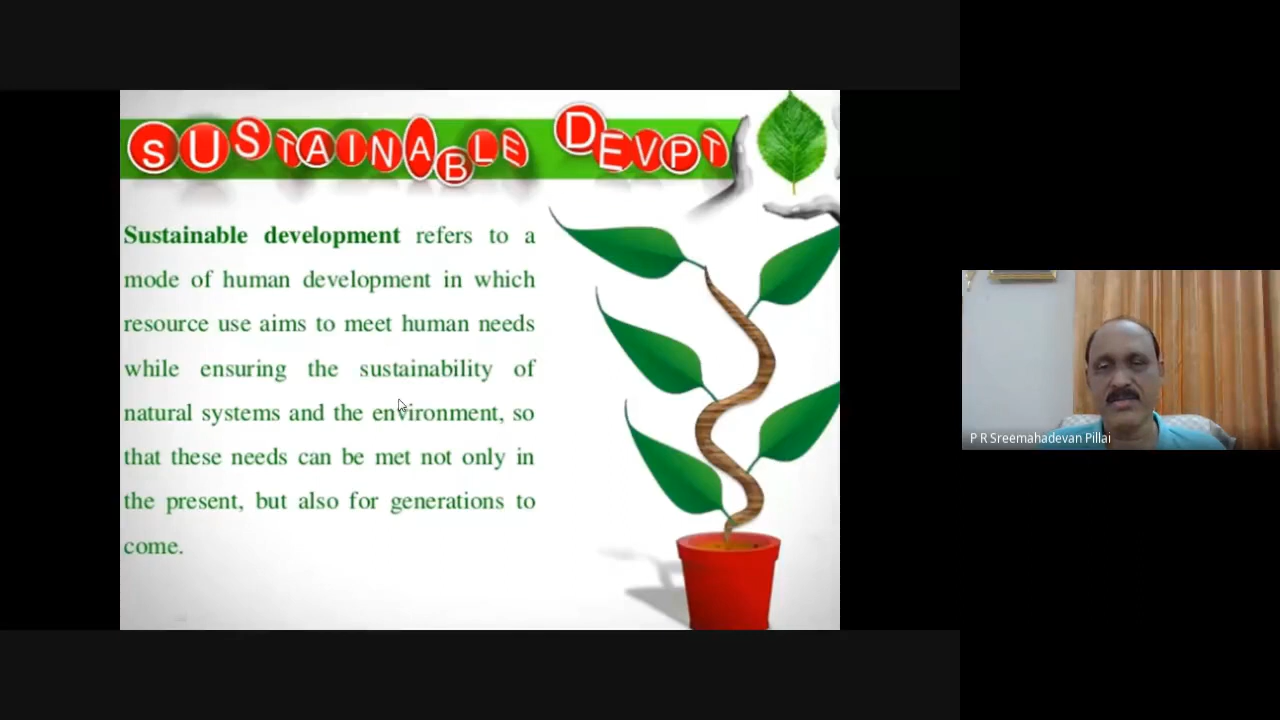 SUSTAINABLE DEVPT
Sustainable development refers to a
mode of human development in which
resource use aims to meet human needs
while ensuring the sustainability of
natural systems and the environment, so
that these needs can be met not only in
the present, but also for generations to
come.
P R Sreemahadevan Pillai